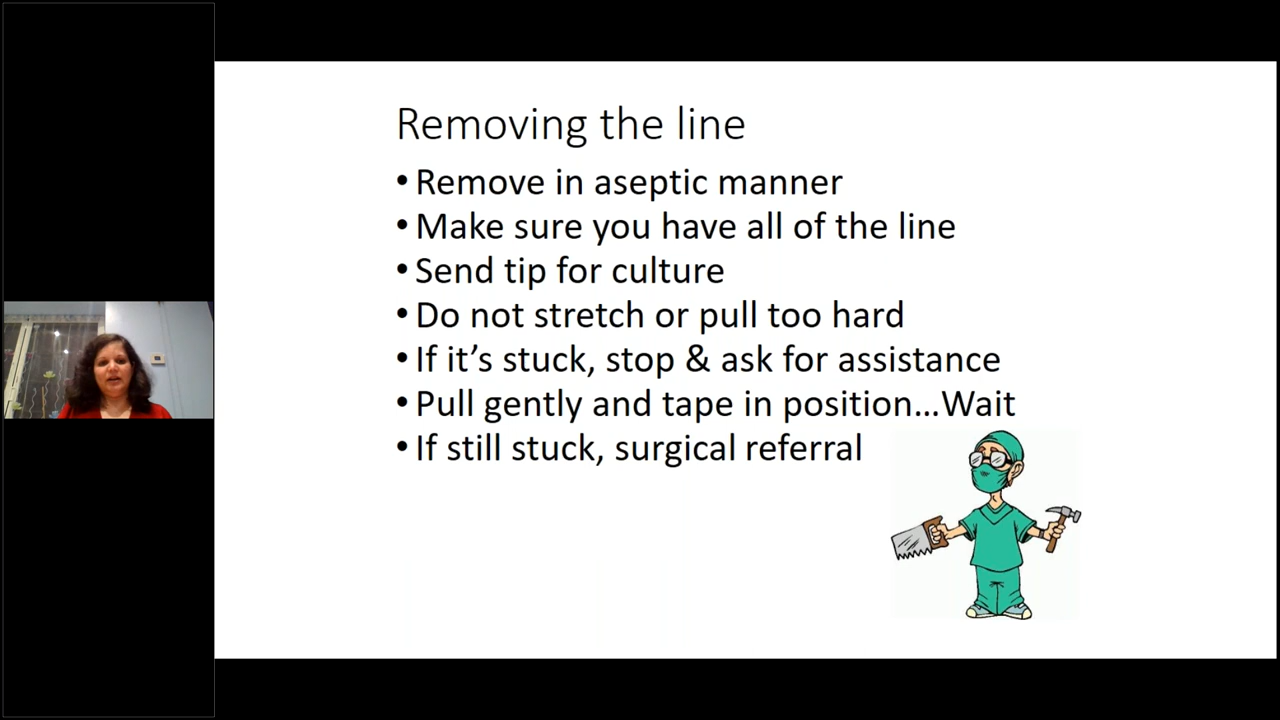 Removing the line
• Remove in aseptic manner
• Make sure you have all of the line
• Send tip for culture
• Do not stretch or pull too hard
• If it’s stuck, stop & ask for assistance
• Pull gently and tape in position…Wait
• If still stuck, surgical referral